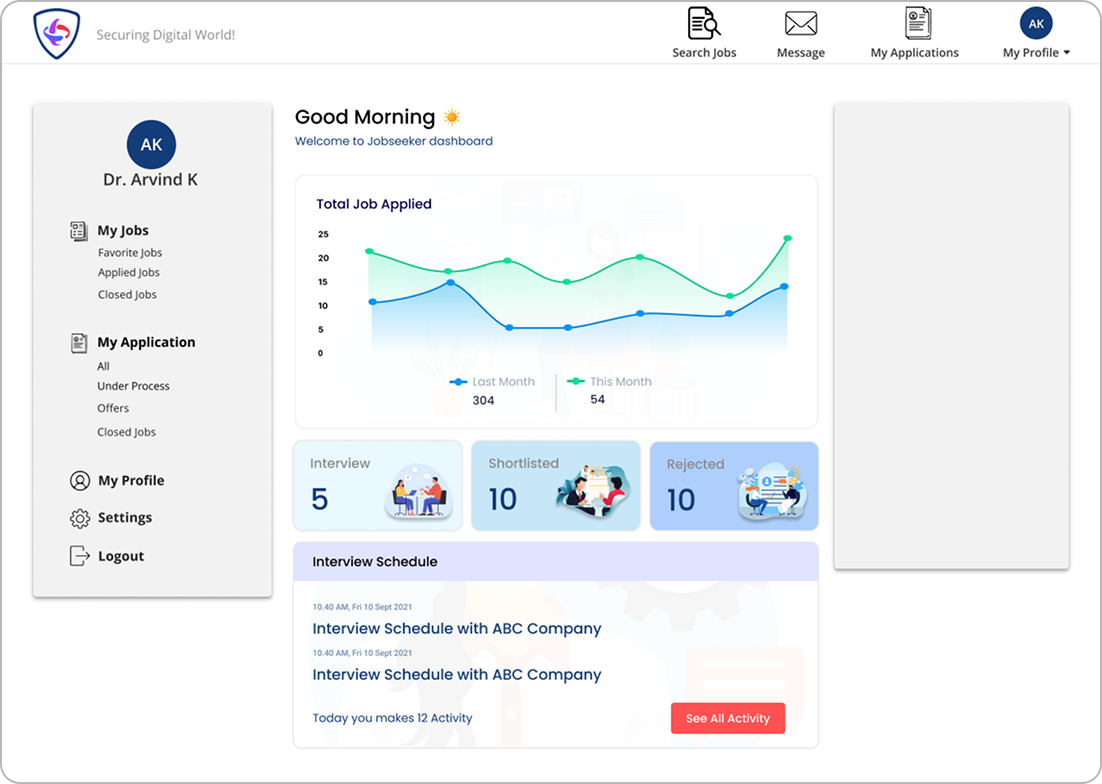 Securing Digital World!
Search Jobs
Message
My Applications
AK
My Profile
AK
Dr. Arvind K
My Jobs
Favorite Jobs
Applied Jobs
Closed Jobs
My Application
All
Under Process
Offers
Closed Jobs
My Profile
Settings
Logout
Good Morning
Welcome to Jobseeker dashboard
Total Job Applied
25
20
15
10
5
0
Last Month
304
This Month
54
Interview
5
Shortlisted
10
Rejected
10
Interview Schedule
10.40 AM, Fri 10 Sept 2021
Interview Schedule with ABC Company
10.40 AM, Fri 10 Sept 2021
Interview Schedule with ABC Company
Today you makes 12 Activity
See All Activity